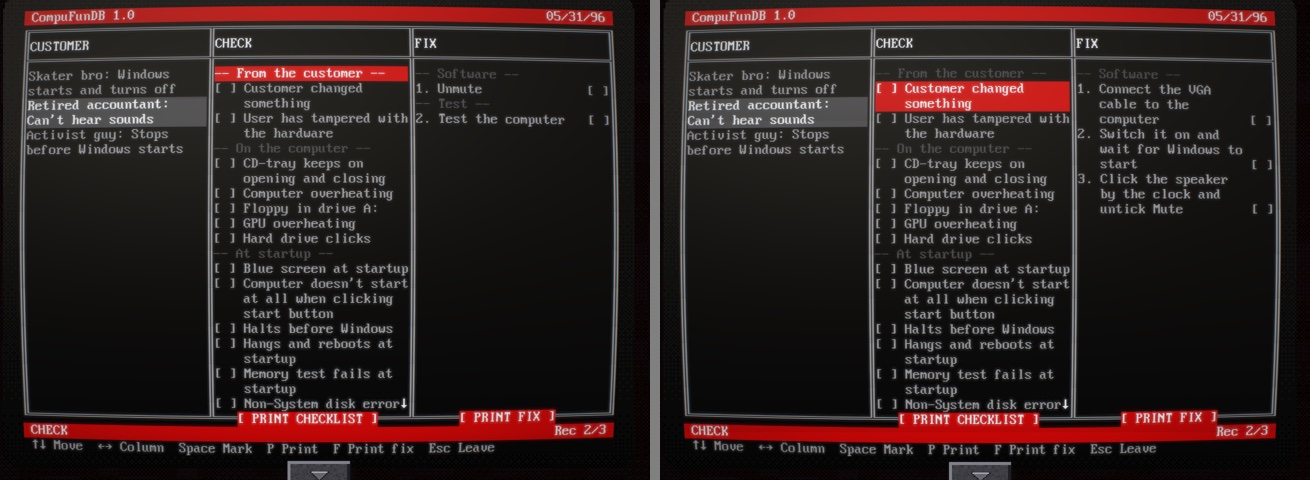 CompuFunDB 1.0
05/31/96
CUSTOMER
CHECK
FIX
Skater bro: Windows
starts and turns off
Retired accountant:
Can't hear sounds
Activist guy: Stops
before Windows starts
-- From the customer --
[ ] Customer changed
something
[ ] User has tampered with
the hardware
-- On the computer --
[ ] CD-tray keeps on
opening and closing
[ ] Computer overheating
[ ] Floppy in drive A:
[ ] GPU overheating
[ ] Hard drive clicks
-- At startup --
[ ] Blue screen at startup
[ ] Computer doesn't start
at all when clicking
start button
[ ] Halts before Windows
[ ] Hangs and reboots at
startup
[ ] Memory test fails at
startup
[ ] Non-System disk error↓
-- Software --
1. Unmute [ ]
-- Test --
2. Test the computer [ ]
[ PRINT CHECKLIST ]
[ PRINT FIX ]
CHECK
Rec 2/3
↑↓ Move ↔ Column Space Mark P Print F Print fix Esc Leave
CompuFunDB 1.0
05/31/96
CUSTOMER
CHECK
FIX
Skater bro: Windows
starts and turns off
Retired accountant:
Can't hear sounds
Activist guy: Stops
before Windows starts
-- From the customer --
[ ] Customer changed
something
[ ] User has tampered with
the hardware
-- On the computer --
[ ] CD-tray keeps on
opening and closing
[ ] Computer overheating
[ ] Floppy in drive A:
[ ] GPU overheating
[ ] Hard drive clicks
-- At startup --
[ ] Blue screen at startup
[ ] Computer doesn't start
at all when clicking
start button
[ ] Halts before Windows
[ ] Hangs and reboots at
startup
[ ] Memory test fails at
startup
[ ] Non-System disk error↓
-- Software --
1. Connect the VGA
cable to the
computer [ ]
2. Switch it on and
wait for Windows to
start [ ]
3. Click the speaker
by the clock and
untick Mute [ ]
[ PRINT CHECKLIST ]
[ PRINT FIX ]
CHECK
Rec 2/3
↑↓ Move ↔ Column Space Mark P Print F Print fix Esc Leave